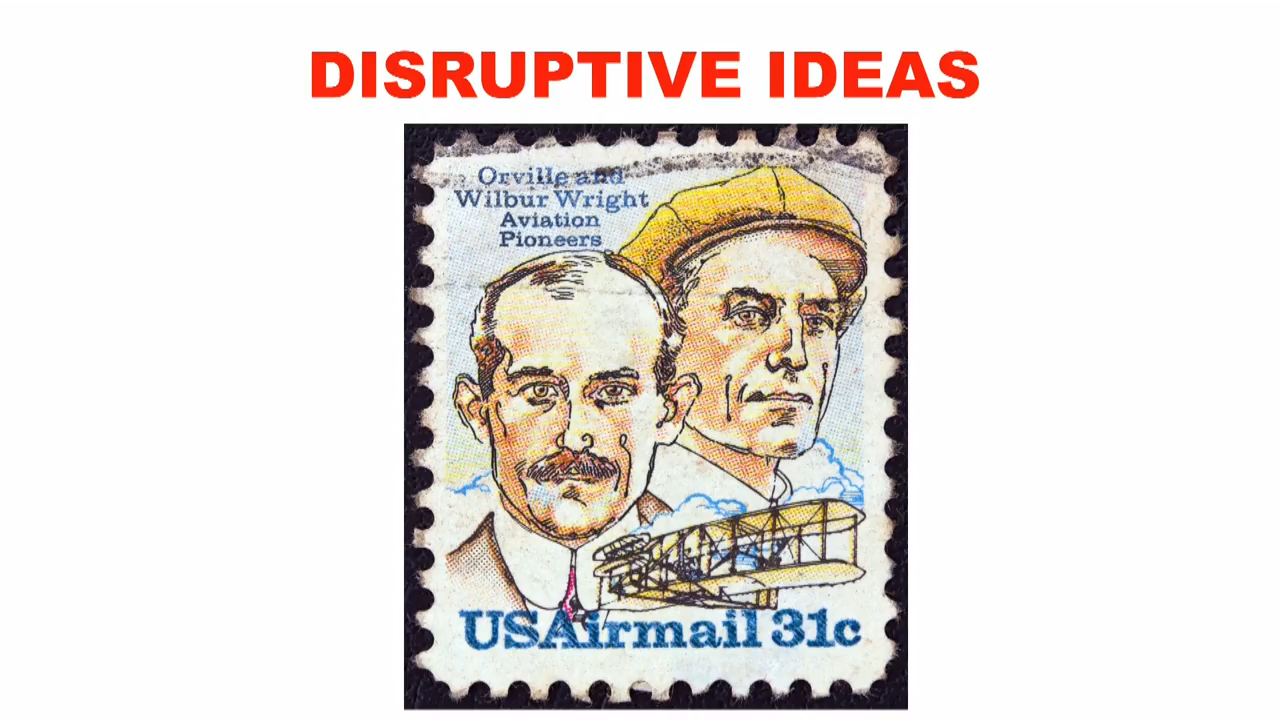 DISRUPTIVE IDEAS
Orville and
Wilbur Wright
Aviation
Pioneers
USAirmail 31c